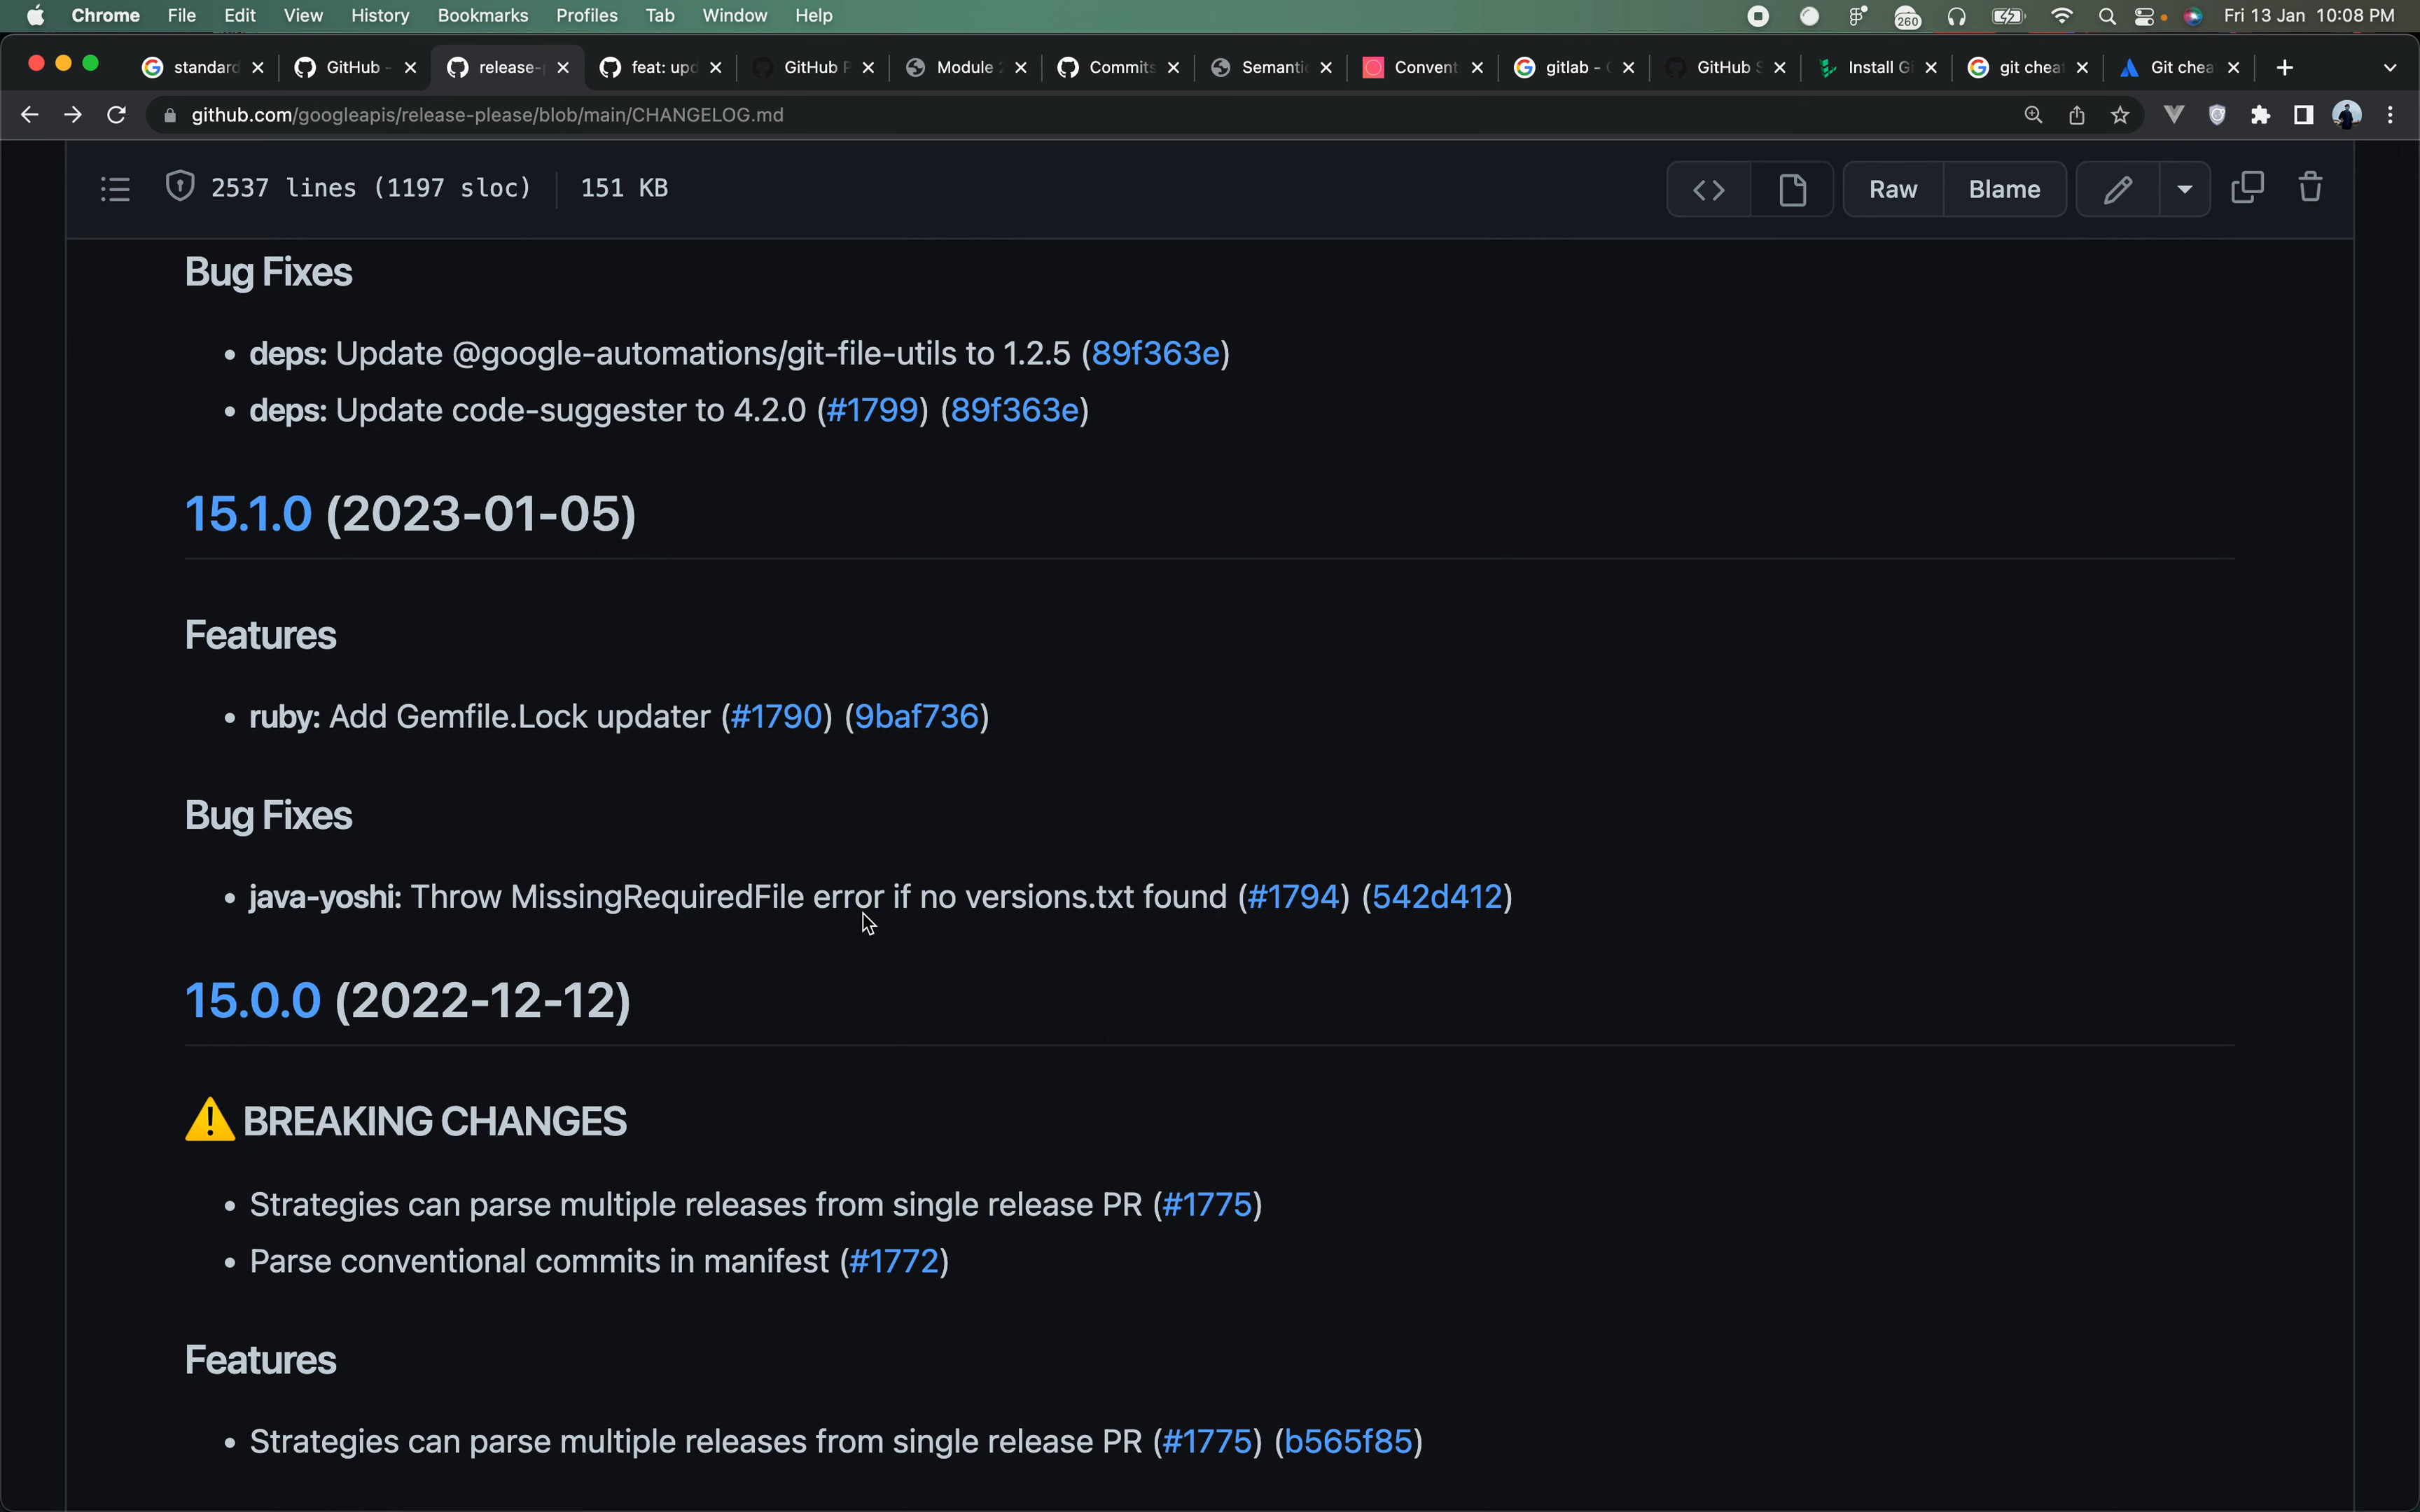 Chrome File Edit View History Bookmarks Profiles Tab Window Help 260 Fri 13 Jan 10:08 PM
standard GitHub - release- feat: upd GitHub Module Commits Semanti Convent gitlab - GitHub Install Gi git cheat Git chea
github.com/googleapis/release-please/blob/main/CHANGELOG.md
2537 lines (1197 sloc) 151 KB Raw Blame
Bug Fixes
• deps: Update @google-automations/git-file-utils to 1.2.5 (89f363e)
• deps: Update code-suggester to 4.2.0 (#1799) (89f363e)
15.1.0 (2023-01-05)
Features
• ruby: Add Gemfile.Lock updater (#1790) (9baf736)
Bug Fixes
• java-yoshi: Throw MissingRequiredFile error if no versions.txt found (#1794) (542d412)
15.0.0 (2022-12-12)
⚠ BREAKING CHANGES
• Strategies can parse multiple releases from single release PR (#1775)
• Parse conventional commits in manifest (#1772)
Features
• Strategies can parse multiple releases from single release PR (#1775) (b565f85)